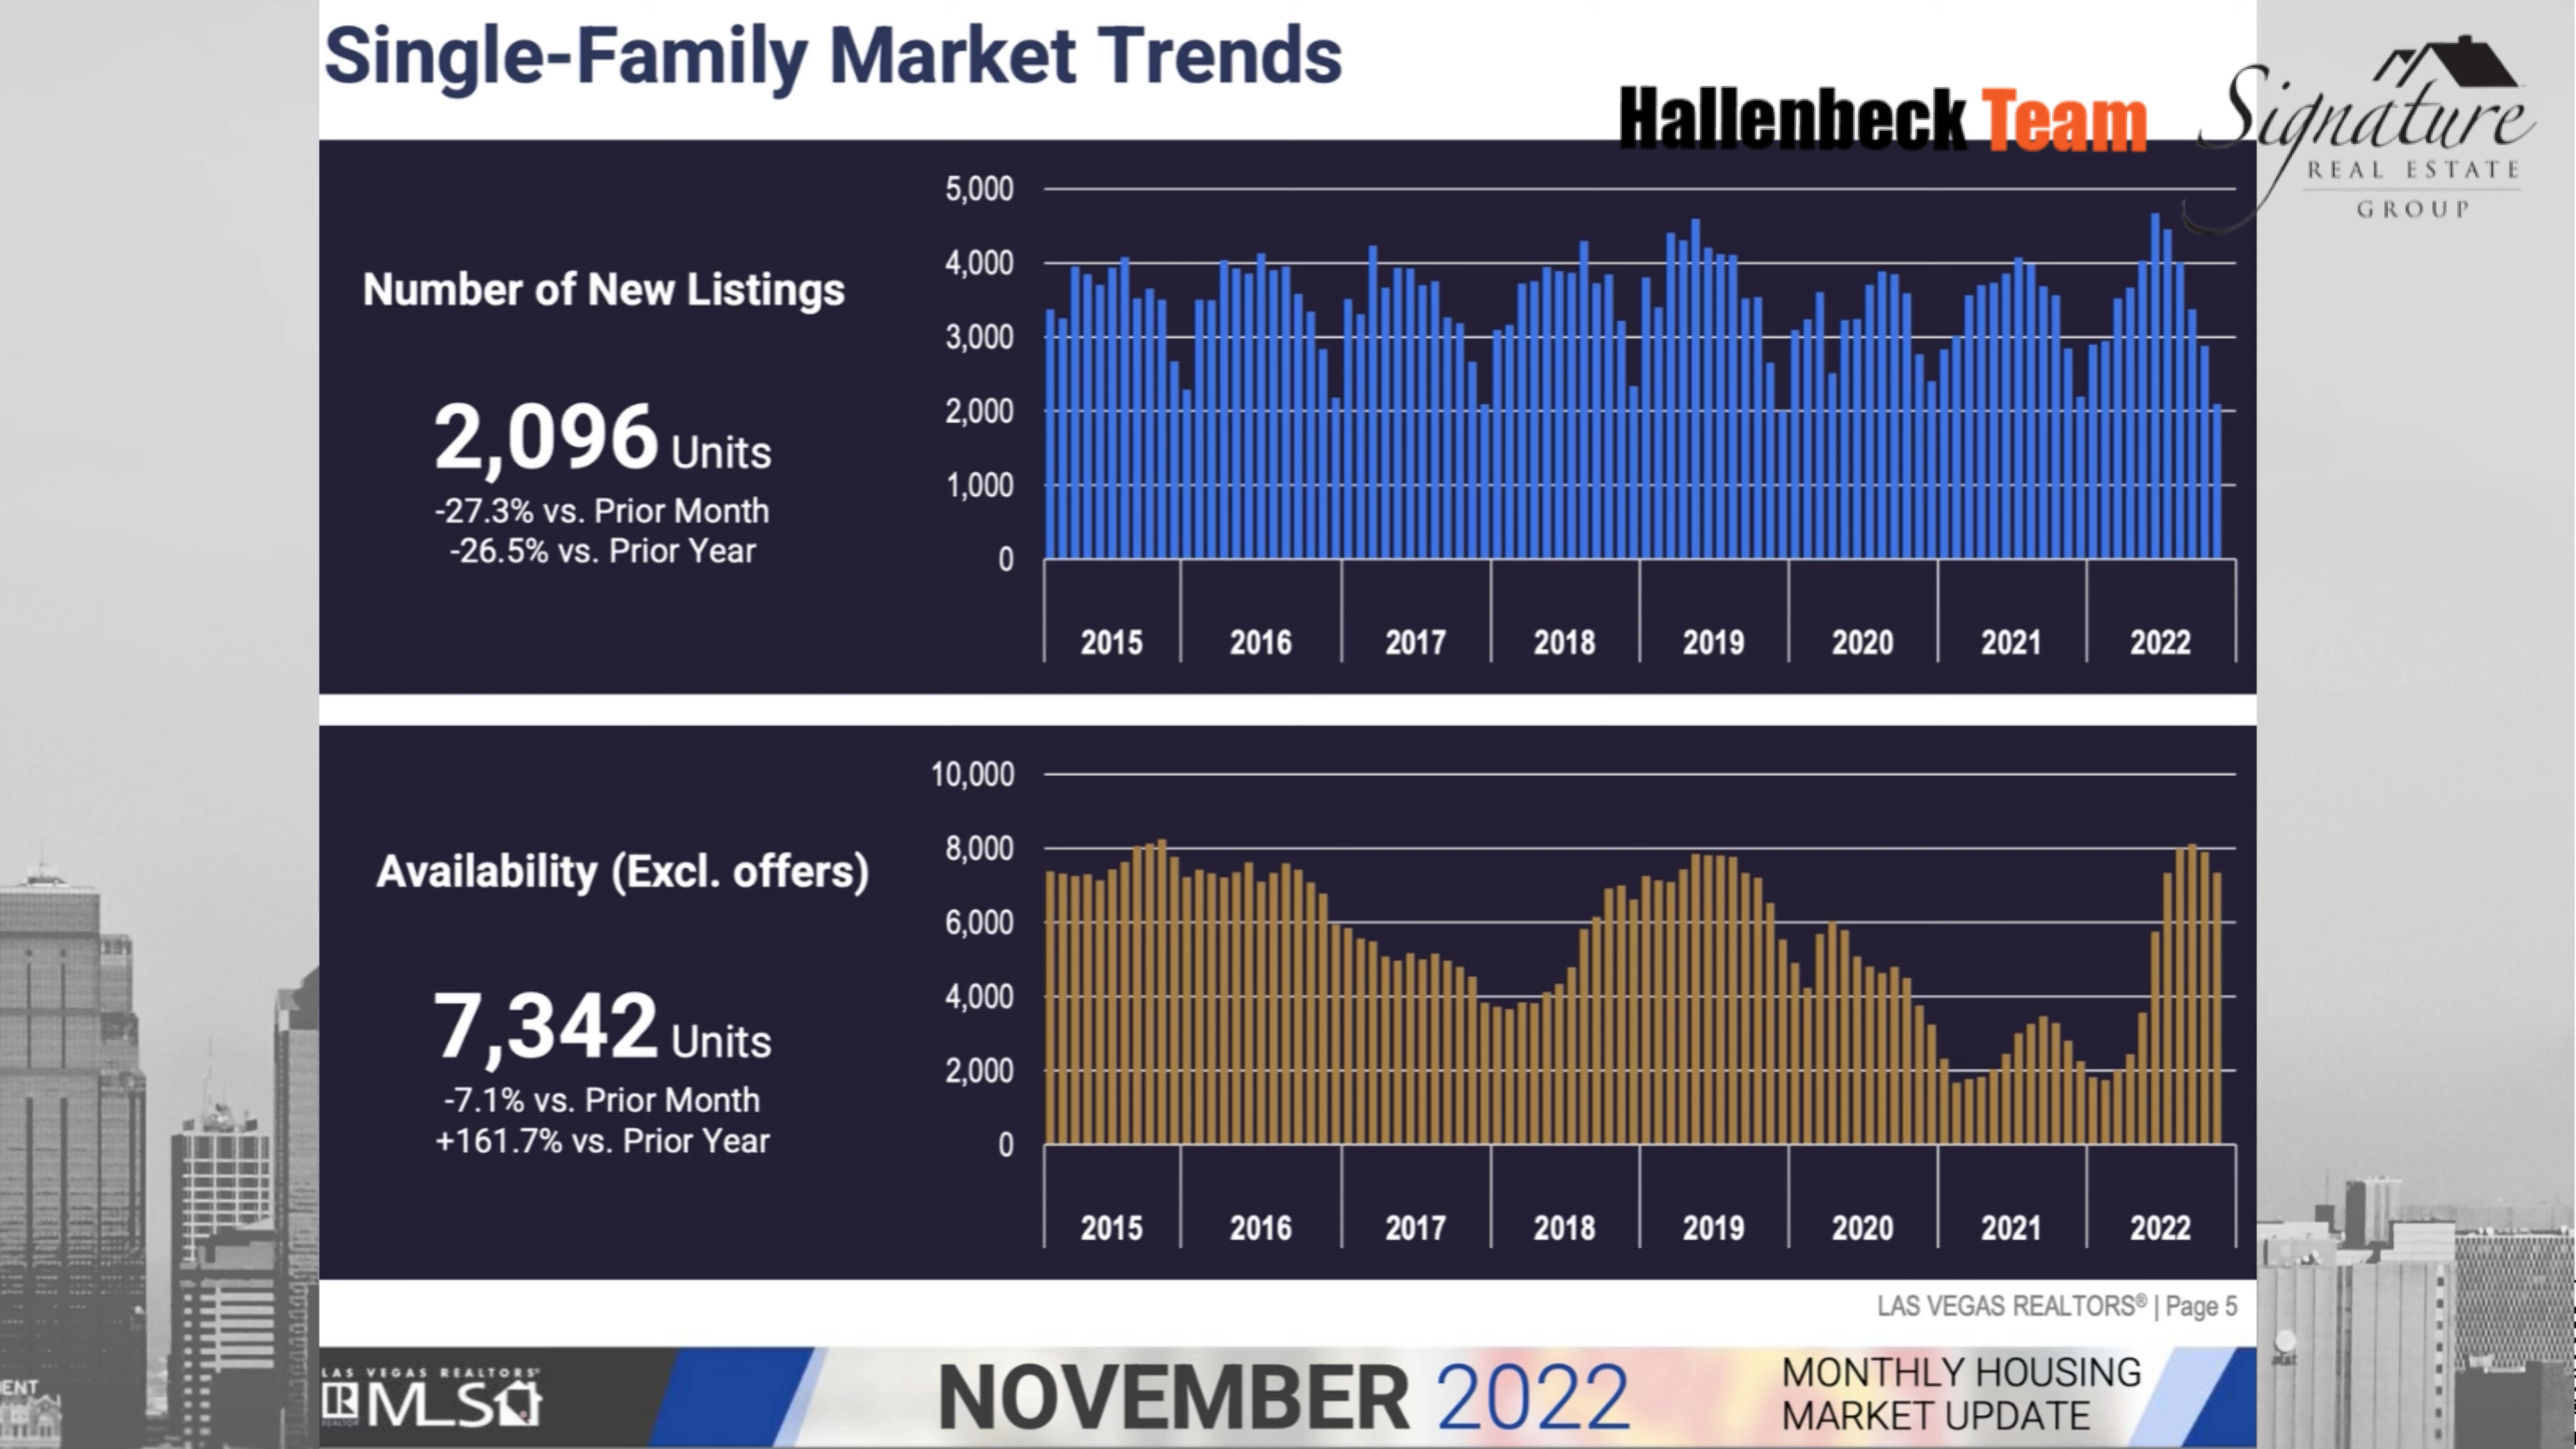 Single-Family Market Trends
Hallenbeck Team
Signature
REAL ESTATE
GROUP
Number of New Listings
2,096 Units
-27.3% vs. Prior Month
-26.5% vs. Prior Year
5,000
4,000
3,000
2,000
1,000
0
2015 2016 2017 2018 2019 2020 2021 2022
Availability (Excl. offers)
7,342 Units
-7.1% vs. Prior Month
+161.7% vs. Prior Year
10,000
8,000
6,000
4,000
2,000
0
2015 2016 2017 2018 2019 2020 2021 2022
LAS VEGAS REALTORS® | Page 5
LAS VEGAS REALTORS®
R MLS
REALTOR
NOVEMBER 2022
MONTHLY HOUSING
MARKET UPDATE
ENT